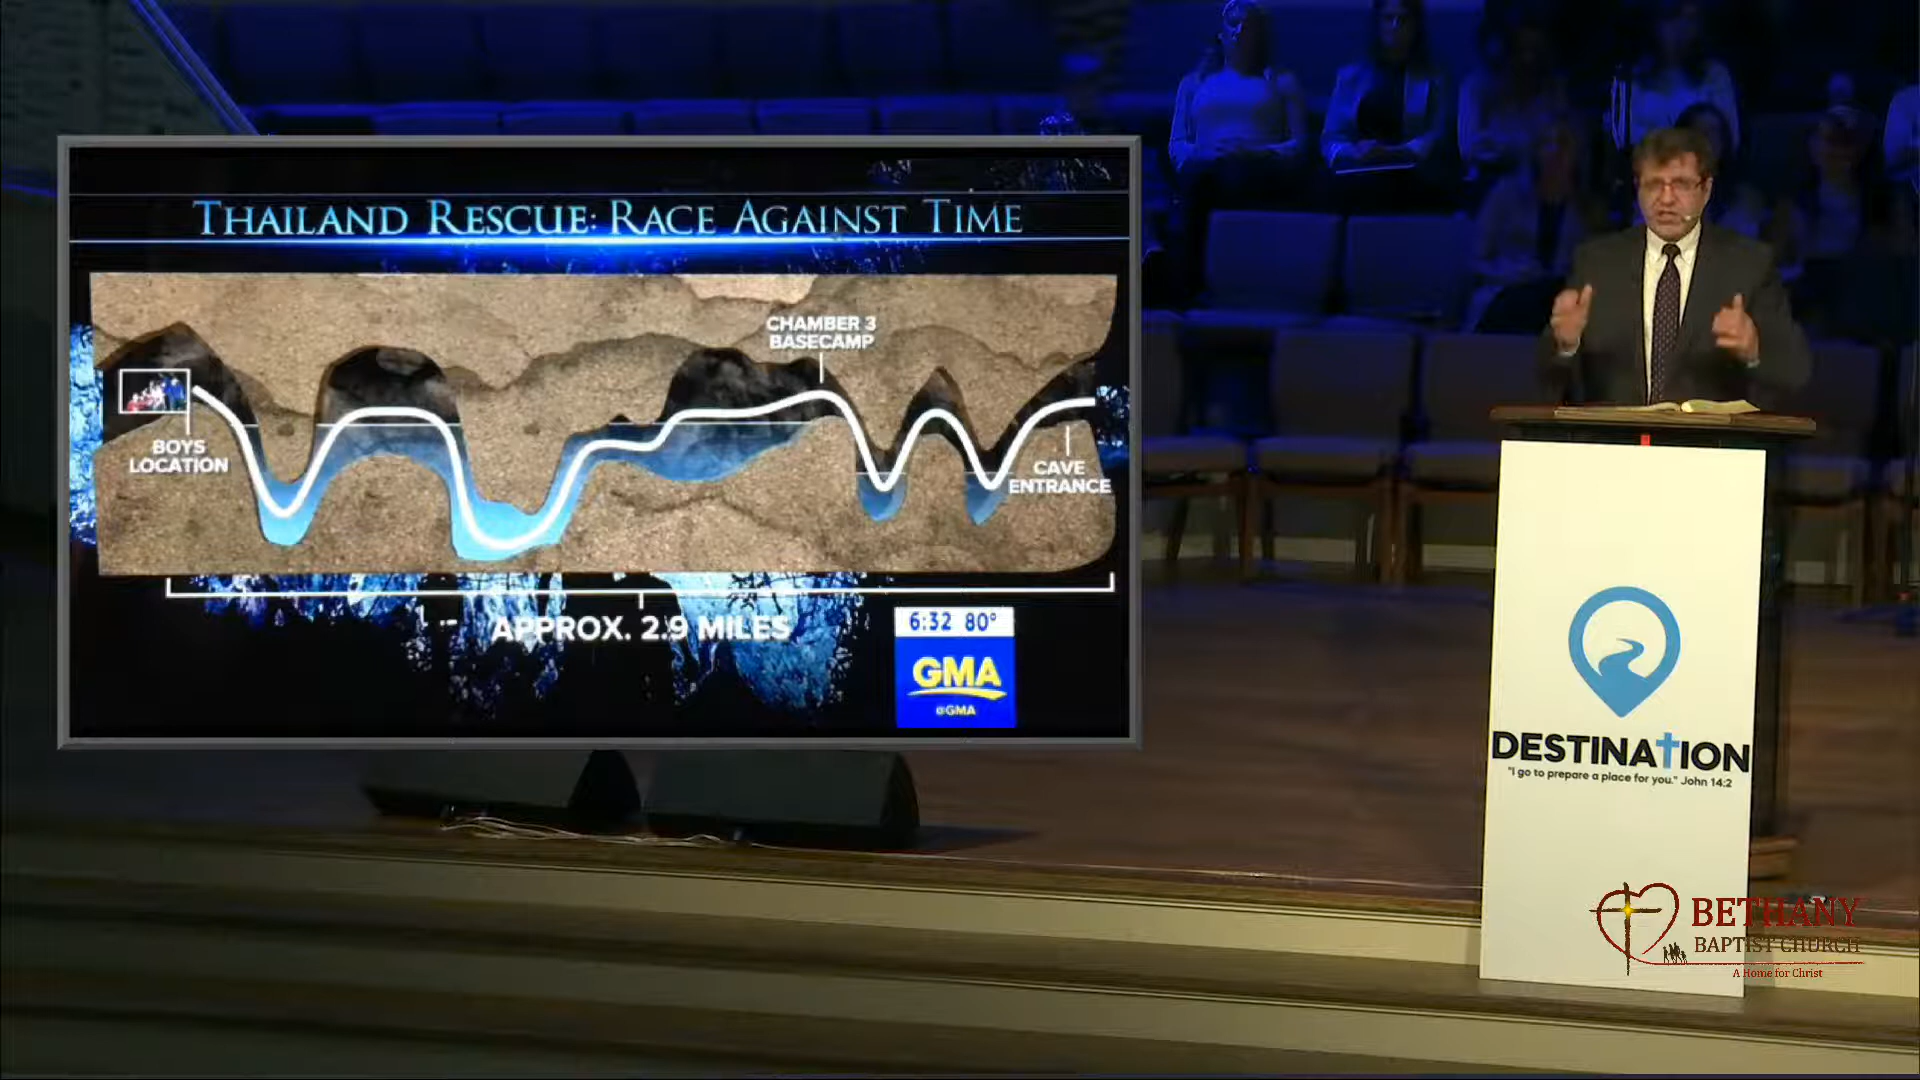 THAILAND RESCUE: RACE AGAINST TIME
CHAMBER 3
BASECAMP
BOYS
LOCATION
CAVE
ENTRANCE
APPROX. 2.9 MILES
6:32 80°
GMA
@GMA
DESTINATION
"I go to prepare a place for you." John 14:2
BETHANY
BAPTIST CHURCH
A Home for Christ